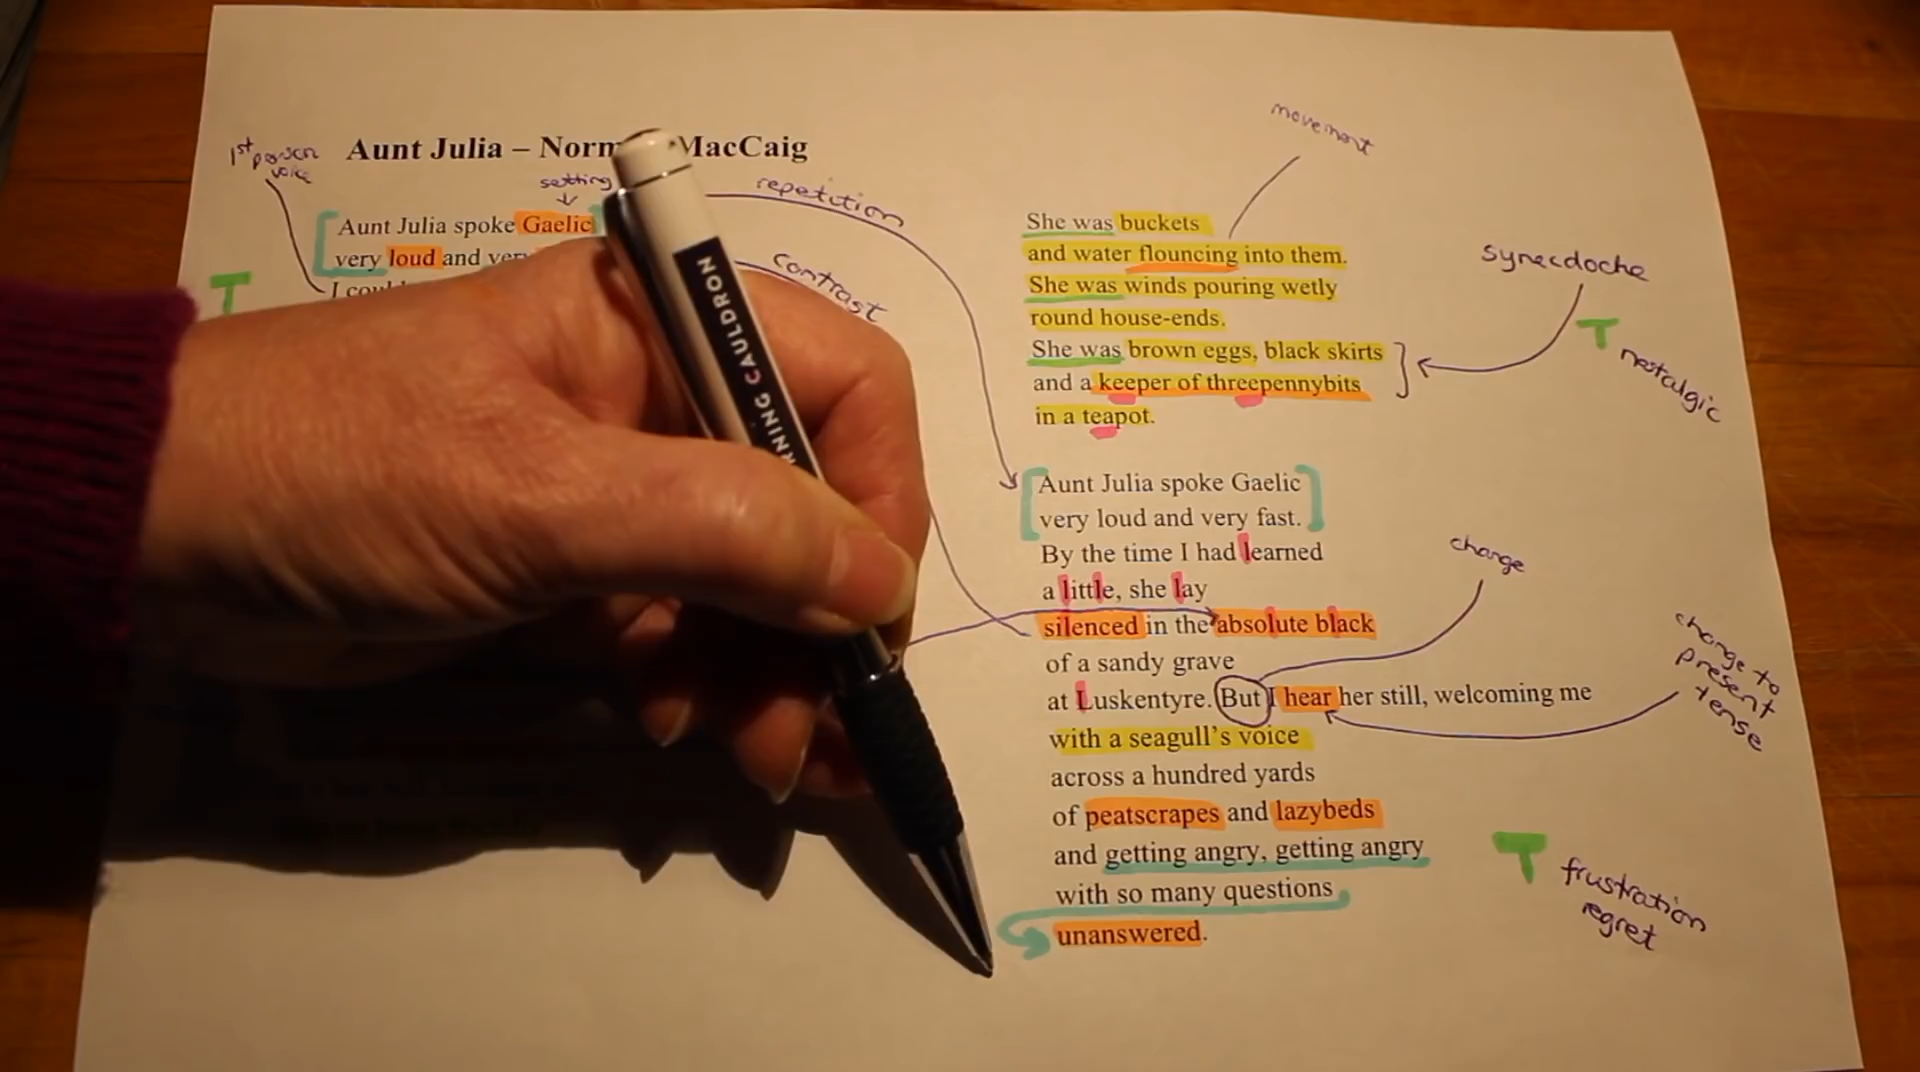 Aunt Julia – Norm MacCaig
1st person
voice
setting
repetition
contrast
Aunt Julia spoke Gaelic
very loud and very
I coul
T
RNING CAULDRON
movement
She was buckets
and water flouncing into them.
She was winds pouring wetly
round house-ends.
She was brown eggs, black skirts
and a keeper of threepennybits
in a teapot.
synecdoche
T
nostalgic
Aunt Julia spoke Gaelic
very loud and very fast.
By the time I had learned
a little, she lay
silenced in the absolute black
of a sandy grave
at Luskentyre. But I hear her still, welcoming me
with a seagull’s voice
across a hundred yards
of peatscrapes and lazybeds
and getting angry, getting angry
with so many questions
unanswered.
change
change to
present
tense
T
frustration
regret